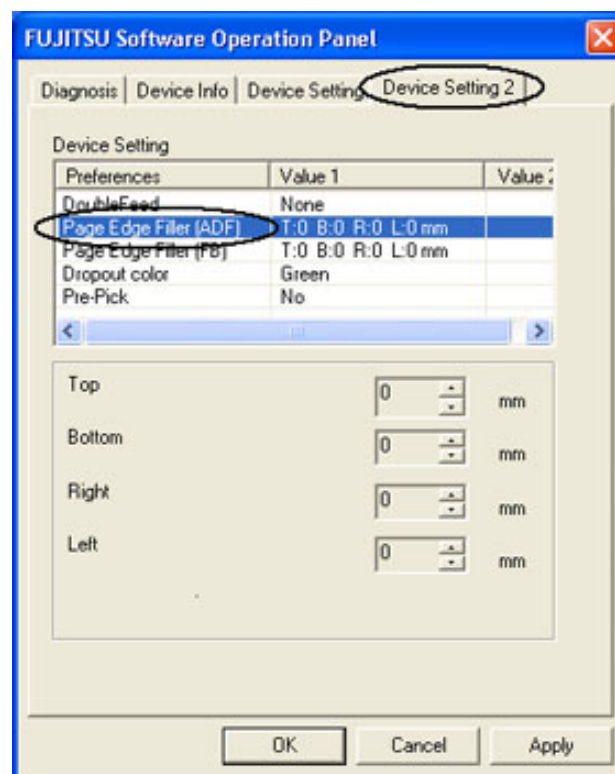 FUJITSU Software Operation Panel
Diagnosis Device Info Device Setting Device Setting 2
Device Setting
Preferences Value 1 Value 2
DoubleFeed None
Page Edge Filler (ADF) T:0 B:0 R:0 L:0 mm
Page Edge Filler (FB) T:0 B:0 R:0 L:0 mm
Dropout color Green
Pre-Pick No
Top 0 mm
Bottom 0 mm
Right 0 mm
Left 0 mm
OK Cancel Apply